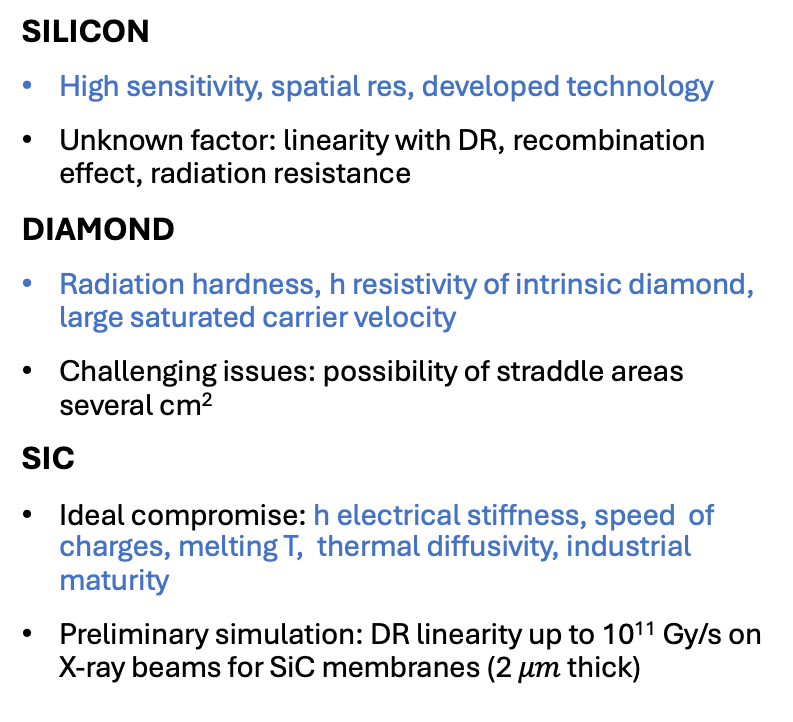 SILICON
• High sensitivity, spatial res, developed technology
• Unknown factor: linearity with DR, recombination
effect, radiation resistance
DIAMOND
• Radiation hardness, h resistivity of intrinsic diamond,
large saturated carrier velocity
• Challenging issues: possibility of straddle areas
several cm²
SIC
• Ideal compromise: h electrical stiffness, speed of
charges, melting T, thermal diffusivity, industrial
maturity
• Preliminary simulation: DR linearity up to 10¹¹ Gy/s on
X-ray beams for SiC membranes (2 μm thick)